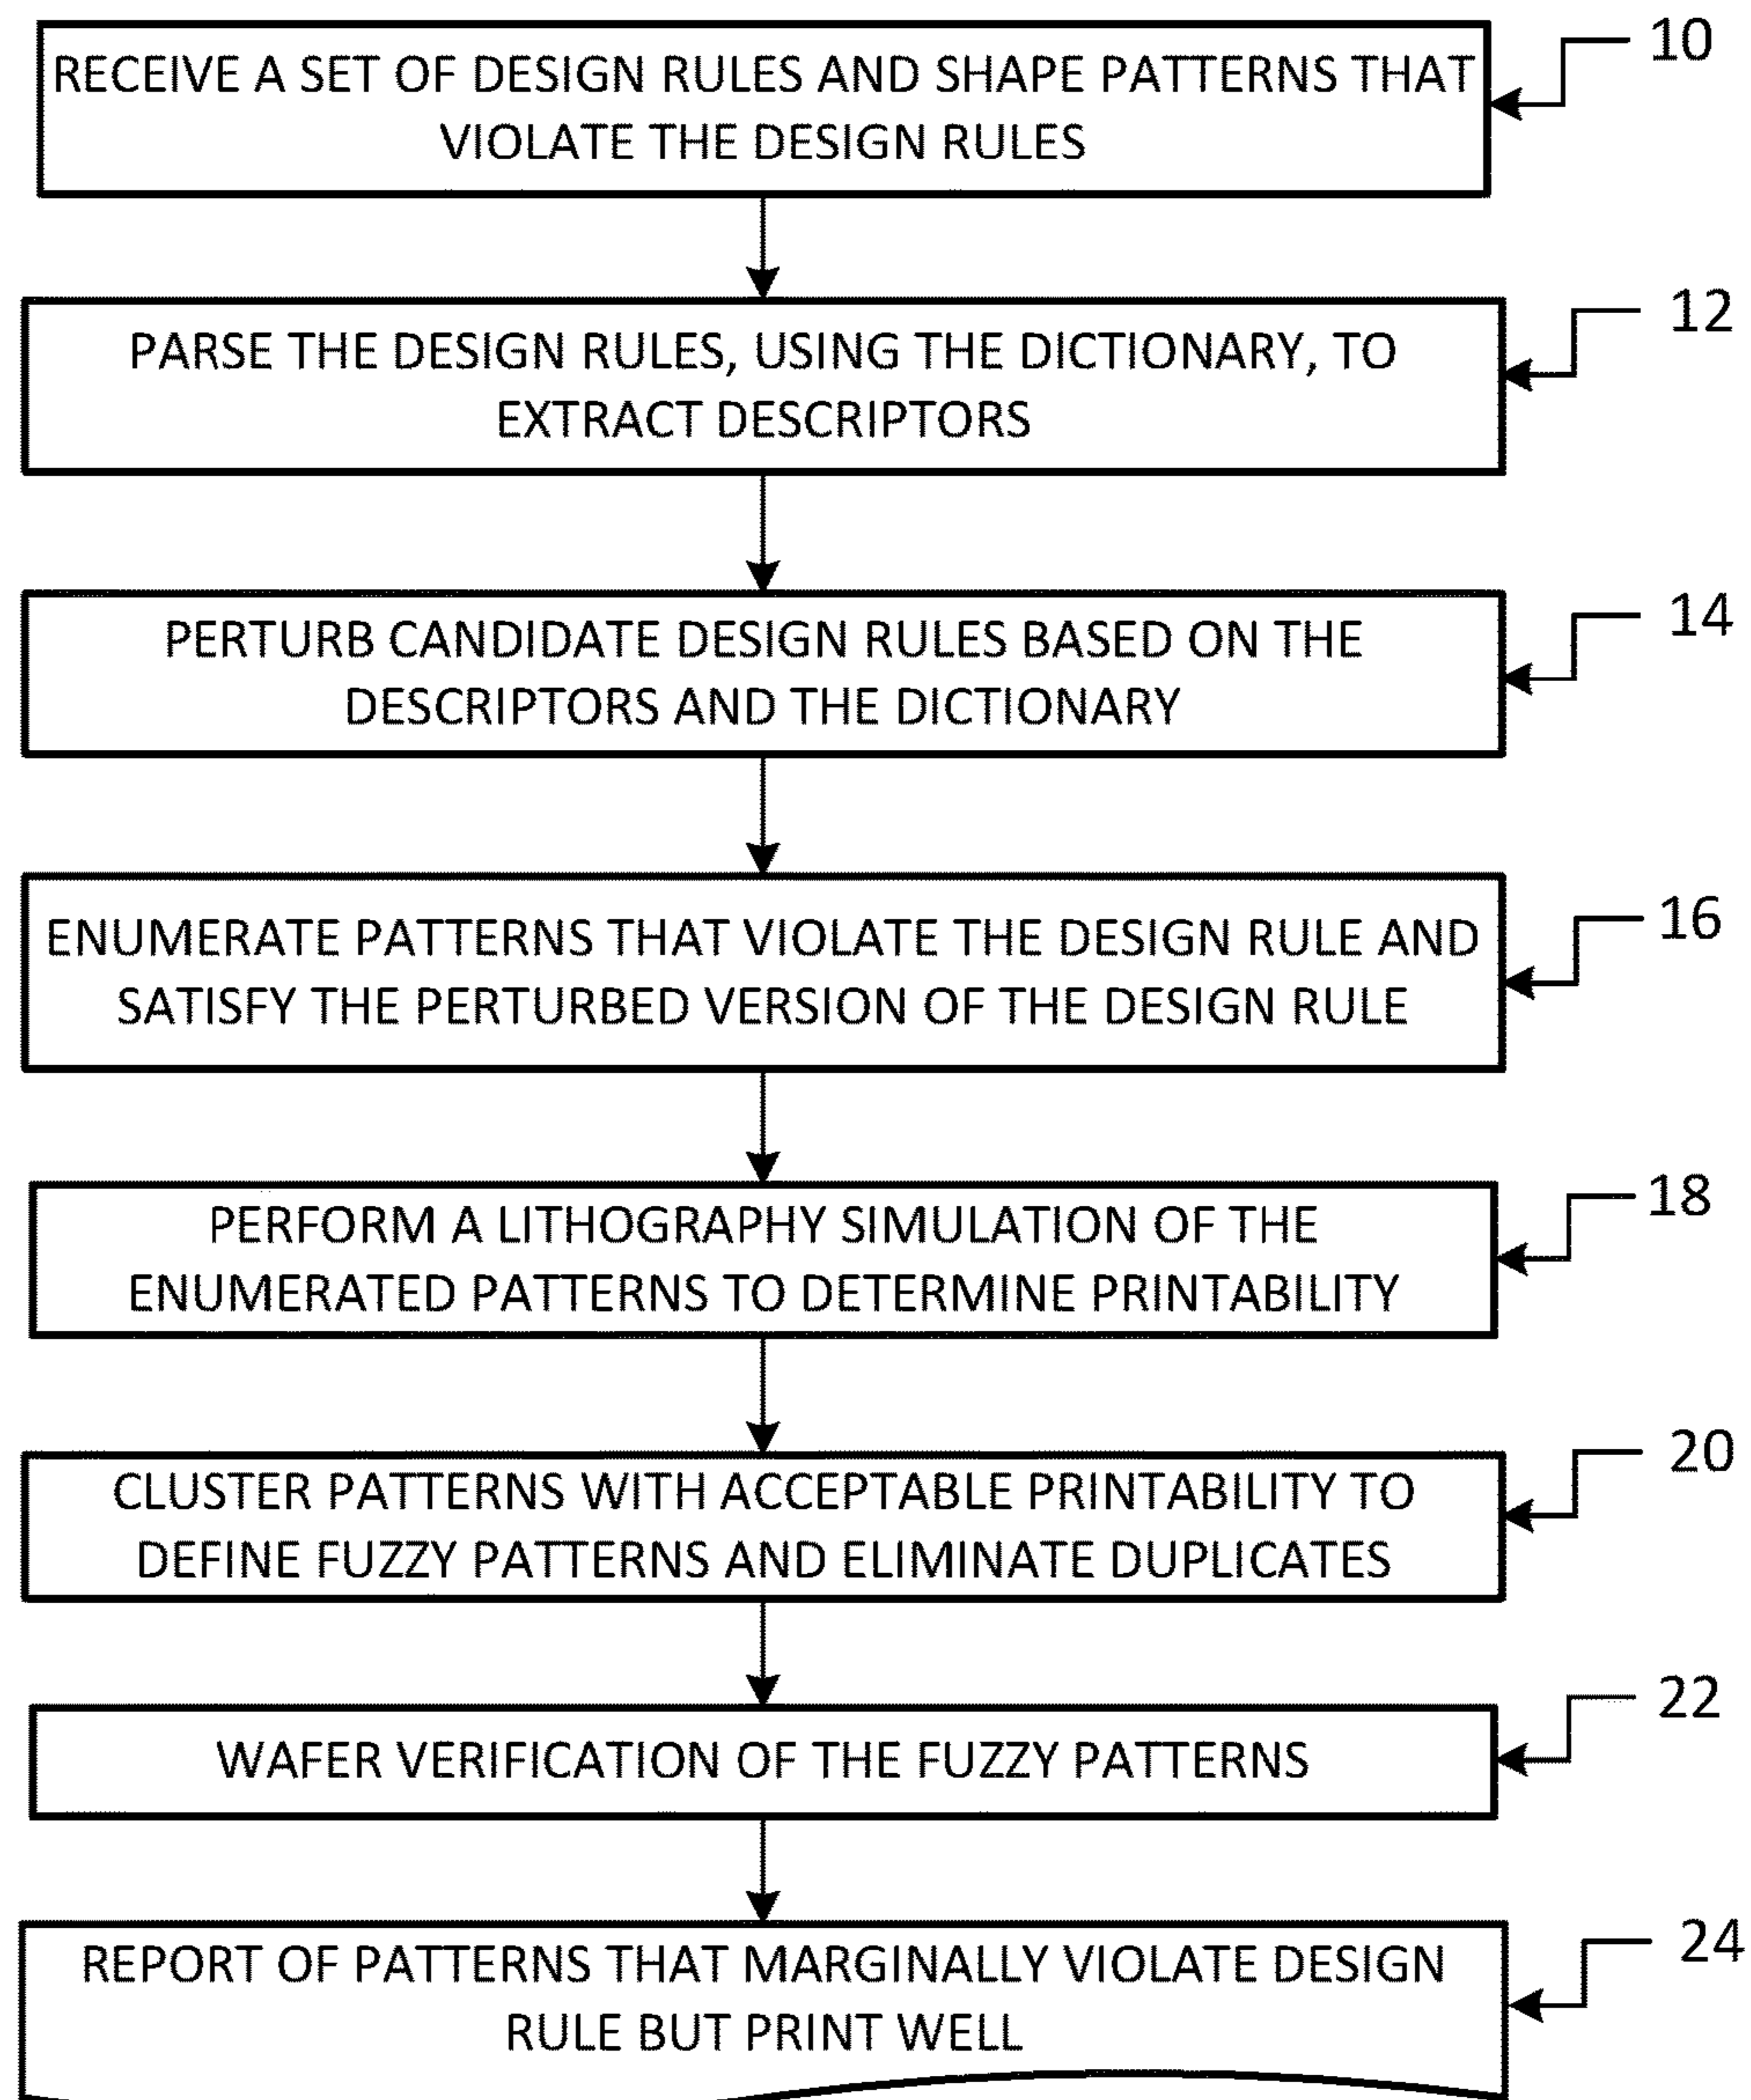 RECEIVE A SET OF DESIGN RULES AND SHAPE PATTERNS THAT
VIOLATE THE DESIGN RULES
10
PARSE THE DESIGN RULES, USING THE DICTIONARY, TO
EXTRACT DESCRIPTORS
12
PERTURB CANDIDATE DESIGN RULES BASED ON THE
DESCRIPTORS AND THE DICTIONARY
14
ENUMERATE PATTERNS THAT VIOLATE THE DESIGN RULE AND
SATISFY THE PERTURBED VERSION OF THE DESIGN RULE
16
PERFORM A LITHOGRAPHY SIMULATION OF THE
ENUMERATED PATTERNS TO DETERMINE PRINTABILITY
18
CLUSTER PATTERNS WITH ACCEPTABLE PRINTABILITY TO
DEFINE FUZZY PATTERNS AND ELIMINATE DUPLICATES
20
WAFER VERIFICATION OF THE FUZZY PATTERNS
22
REPORT OF PATTERNS THAT MARGINALLY VIOLATE DESIGN
RULE BUT PRINT WELL
24